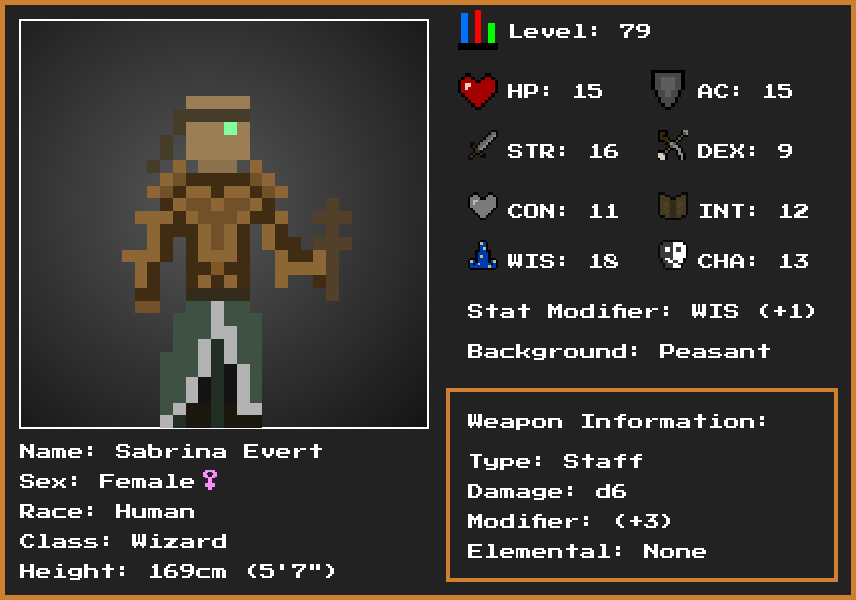 Level: 79
HP: 15
AC: 15
STR: 16
DEX: 9
CON: 11
INT: 12
WIS: 18
CHA: 13
Stat Modifier: WIS (+1)
Background: Peasant
Weapon Information:
Type: Staff
Damage: d6
Modifier: (+3)
Elemental: None
Name: Sabrina Evert
Sex: Female♀
Race: Human
Class: Wizard
Height: 169cm (5'7")